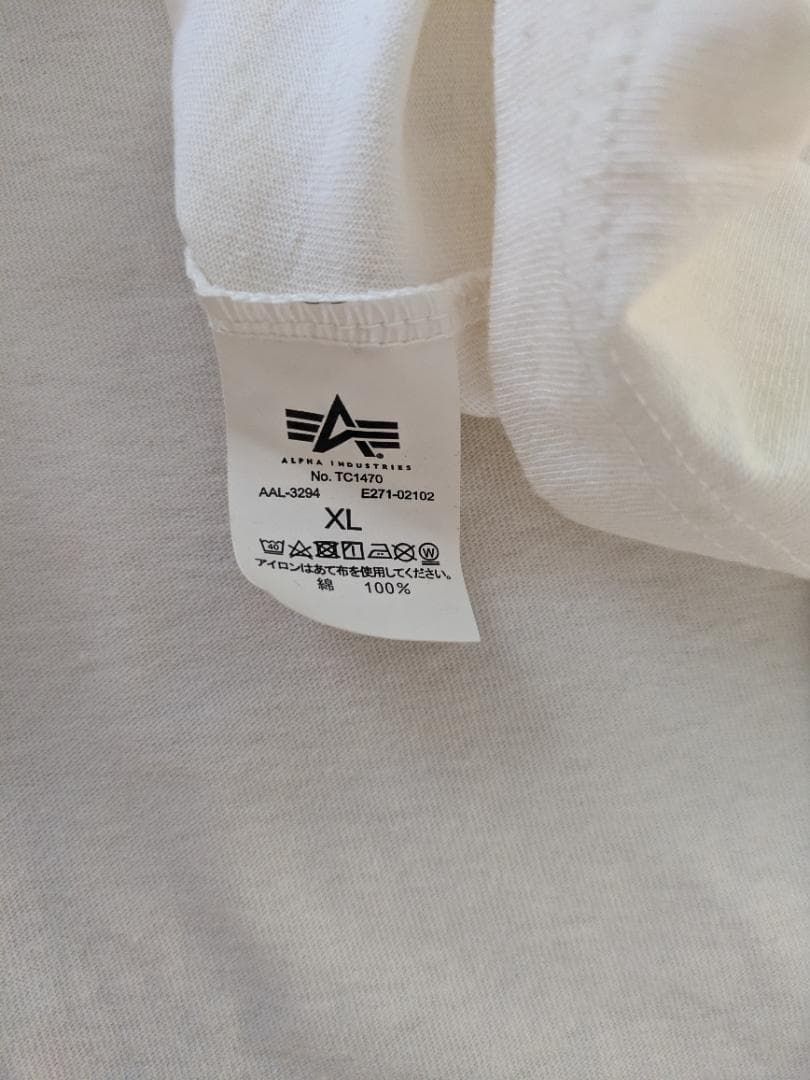 ALPHA INDUSTRIES
No. TC1470
AAL-3294 E271-02102
XL
40 W
アイロンはあて布を使用してください。
綿 100%